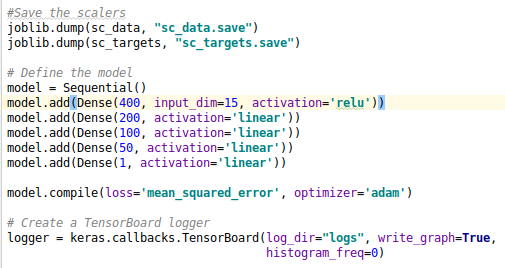 #Save the scalers
joblib.dump(sc_data, "sc_data.save")
joblib.dump(sc_targets, "sc_targets.save")
# Define the model
model = Sequential()
model.add(Dense(400, input_dim=15, activation='relu'))
model.add(Dense(200, activation='linear'))
model.add(Dense(100, activation='linear'))
model.add(Dense(50, activation='linear'))
model.add(Dense(1, activation='linear'))
model.compile(loss='mean_squared_error', optimizer='adam')
# Create a TensorBoard logger
logger = keras.callbacks.TensorBoard(log_dir="logs", write_graph=True,
histogram_freq=0)